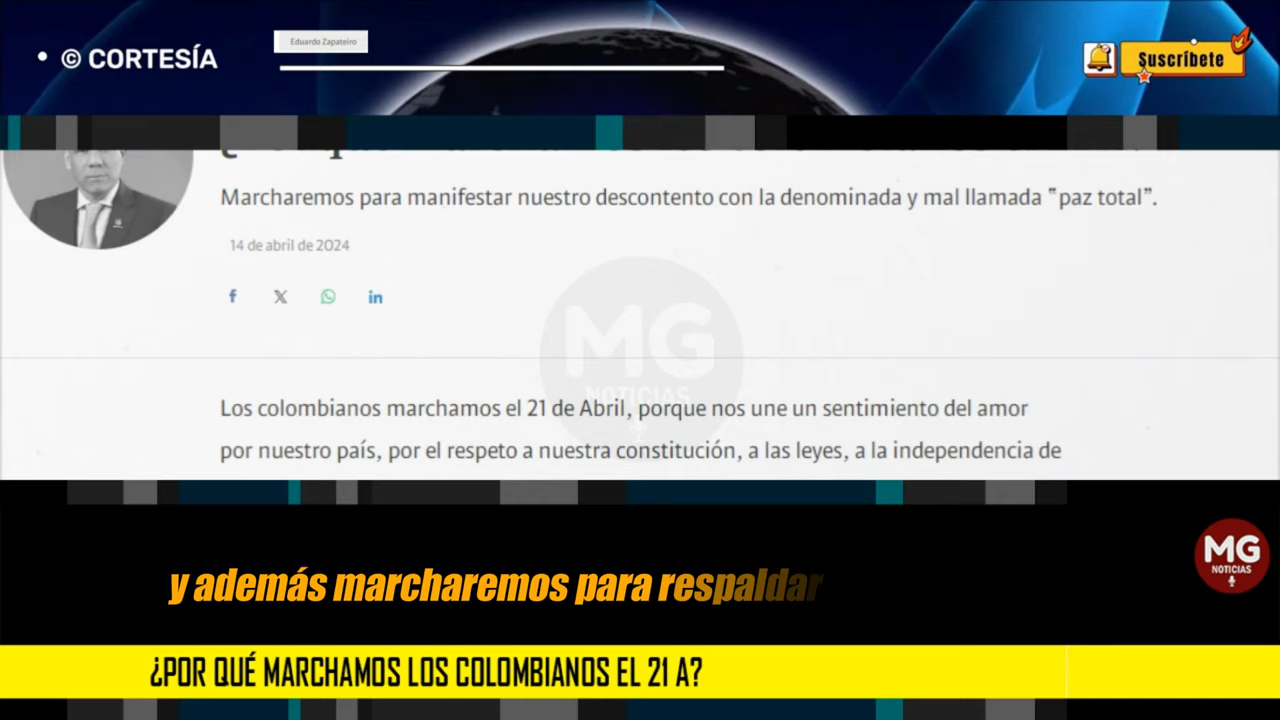 • © CORTESÍA
Eduardo Zapateiro
Suscríbete
Marcharemos para manifestar nuestro descontento con la denominada y mal llamada "paz total".
14 de abril de 2024
MG
NOTICIAS
Los colombianos marchamos el 21 de Abril, porque nos une un sentimiento del amor
por nuestro país, por el respeto a nuestra constitución, a las leyes, a la independencia de
MG
NOTICIAS
y además marcharemos para respaldar
¿POR QUÉ MARCHAMOS LOS COLOMBIANOS EL 21 A?